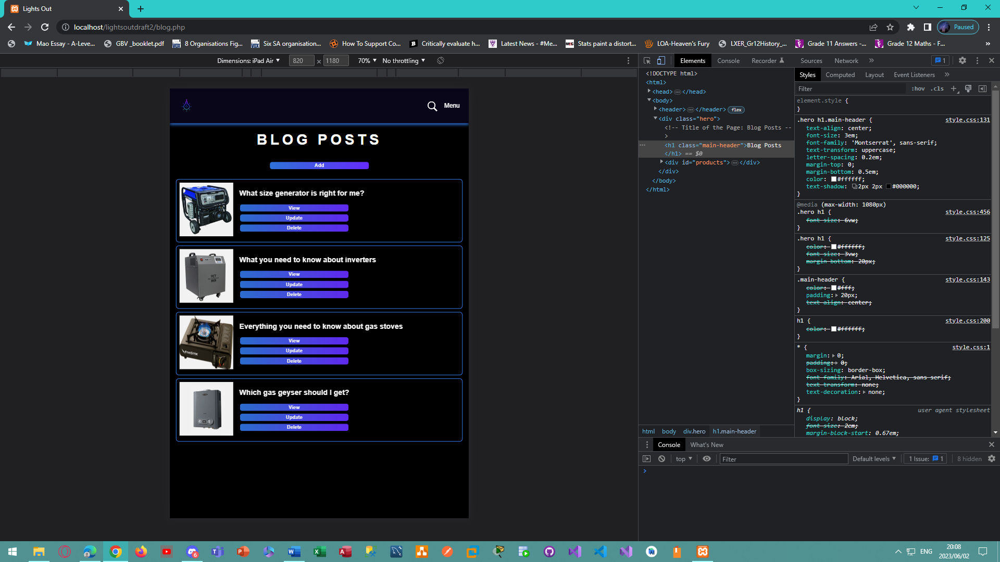 Lights Out
localhost/lightsoutdraft2/blog.php
Paused
Mao Essay - A-Leve...
GBV _booklet.pdf
8 Organisations Fig...
Six SA organisation...
How To Support Co...
Critically evaluate h...
Latest News - #Me...
Stats paint a distort...
LOA-Heaven's Fury
LXER_Gr12History_...
Grade 11 Answers -...
Grade 12 Maths - F...
»
Dimensions: iPad Air
820 × 1180
70%
No throttling
Menu
BLOG POSTS
Add
What size generator is right for me?
View
Update
Delete
What you need to know about inverters
View
Update
Delete
FiveStar
Everything you need to know about gas stoves
View
Update
Delete
Which gas geyser should I get?
View
Update
Delete
Elements
Console
Recorder
Sources
Network
»
1
<!DOCTYPE html>
<html>
<head>…</head>
<body>
<header>…</header> flex
<div class="hero">
<!-- Title of the Page: Blog Posts --
>
<h1 class="main-header">Blog Posts
</h1> == $0
<div id="products">…</div>
</div>
</body>
</html>
html
body
div.hero
h1.main-header
Styles
Computed
Layout
Event Listeners
»
Filter
:hov
.cls
element.style {
}
.hero h1.main-header { style.css:131
text-align: center;
font-size: 3em;
font-family: 'Montserrat', sans-serif;
text-transform: uppercase;
letter-spacing: 0.2em;
margin-top: 0;
margin-bottom: 0.5em;
color: #ffffff;
text-shadow: 2px 2px #000000;
}
@media (max-width: 1080px)
.hero h1 { style.css:456
font-size: 6vw;
}
.hero h1 { style.css:125
color: #ffffff;
font-size: 3vw;
margin-bottom: 20px;
}
.main-header { style.css:143
color: #fff;
padding: 20px;
text-align: center;
}
h1 { style.css:200
color: #ffffff;
}
* { style.css:1
margin: 0;
padding: 0;
box-sizing: border-box;
font-family: Arial, Helvetica, sans-serif;
text-transform: none;
text-decoration: none;
}
h1 { user agent stylesheet
display: block;
font-size: 2em;
margin-block-start: 0.67em;
Console
What's New
top
Filter
Default levels
1 Issue: 1
8 hidden
6
ENG
20:08
2023/06/02